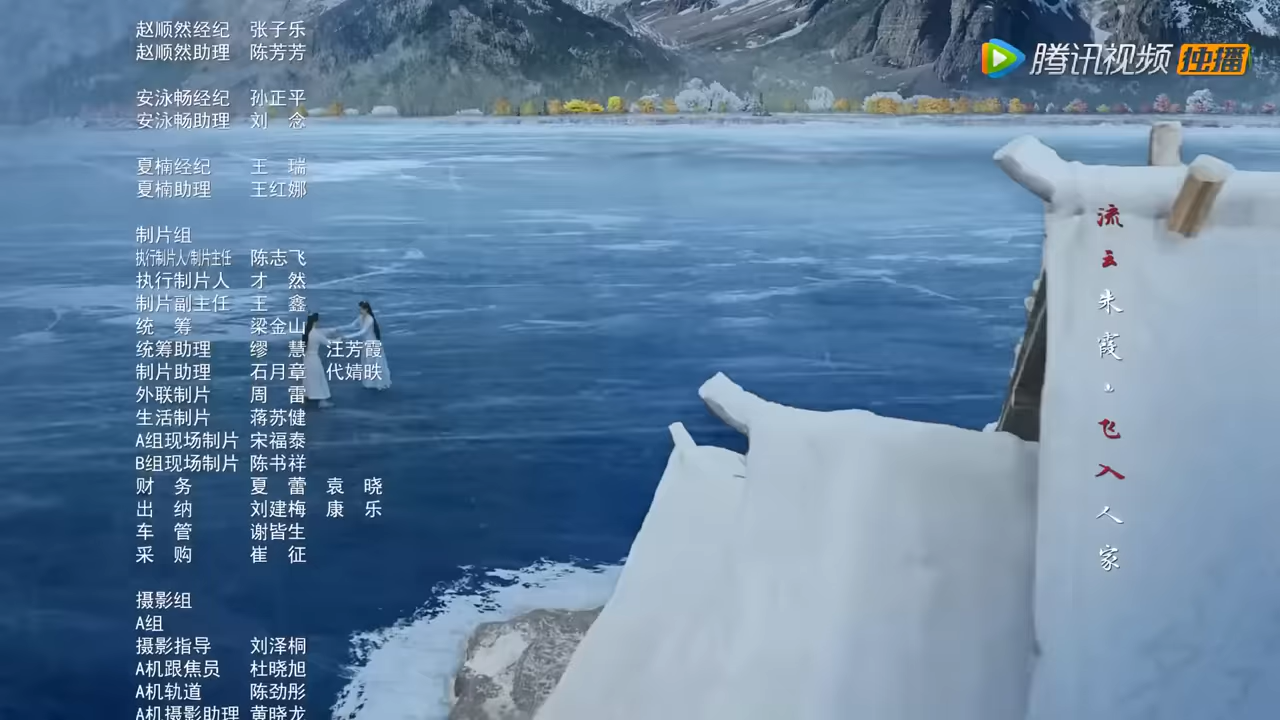 赵顺然经纪 张子乐
赵顺然助理 陈芳芳
安泳畅经纪 孙正平
安泳畅助理 刘 念
夏楠经纪 王 瑞
夏楠助理 王红娜
制片组
执行制片人/制片主任 陈志飞
执行制片人 才 然
制片副主任 王 鑫
统 筹 梁金山
统筹助理 缪 慧 汪芳霞
制片助理 石月章 代婧昳
外联制片 周 雷
生活制片 蒋苏健
A组现场制片 宋福泰
B组现场制片 陈书祥
财 务 夏 蕾 袁 晓
出 纳 刘建梅 康 乐
车 管 谢皆生
采 购 崔 征
摄影组
A组
摄影指导 刘泽桐
A机跟焦员 杜晓旭
A机轨道 陈劲彤
A机摄影助理 黄晓龙
腾讯视频 独播
流云朱霞上飞入人家